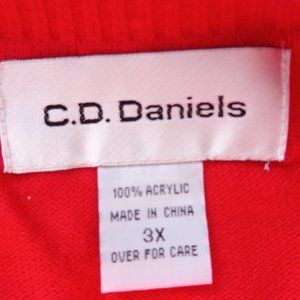 C.D. Daniels
100% ACRYLIC
MADE IN CHINA
3X
OVER FOR CARE